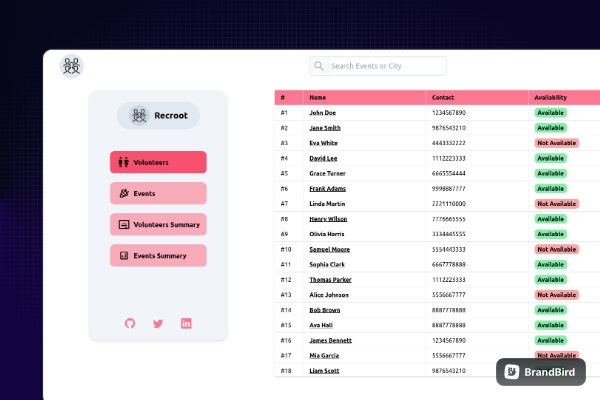 Search Events or City
Recroot
Volunteers
Events
Volunteers Summary
Events Summary
# Name Contact Availability
#1 John Doe 1234567890 Available
#2 Jane Smith 9876543210 Available
#3 Eva White 4443332222 Not Available
#4 David Lee 1112223333 Available
#5 Grace Turner 6665554444 Available
#6 Frank Adams 9998887777 Available
#7 Linda Martin 2221110000 Not Available
#8 Henry Wilson 7776665555 Available
#9 Olivia Harris 3334445555 Available
#10 Samuel Moore 5554443333 Not Available
#11 Sophia Clark 6667778888 Available
#12 Thomas Parker 1112223333 Available
#13 Alice Johnson 5556667777 Not Available
#14 Bob Brown 8887778888 Available
#15 Ava Hall 8887778888 Available
#16 James Bennett 1234567890 Available
#17 Mia Garcia 5556667777 Not Available
#18 Liam Scott 9876543210
BrandBird